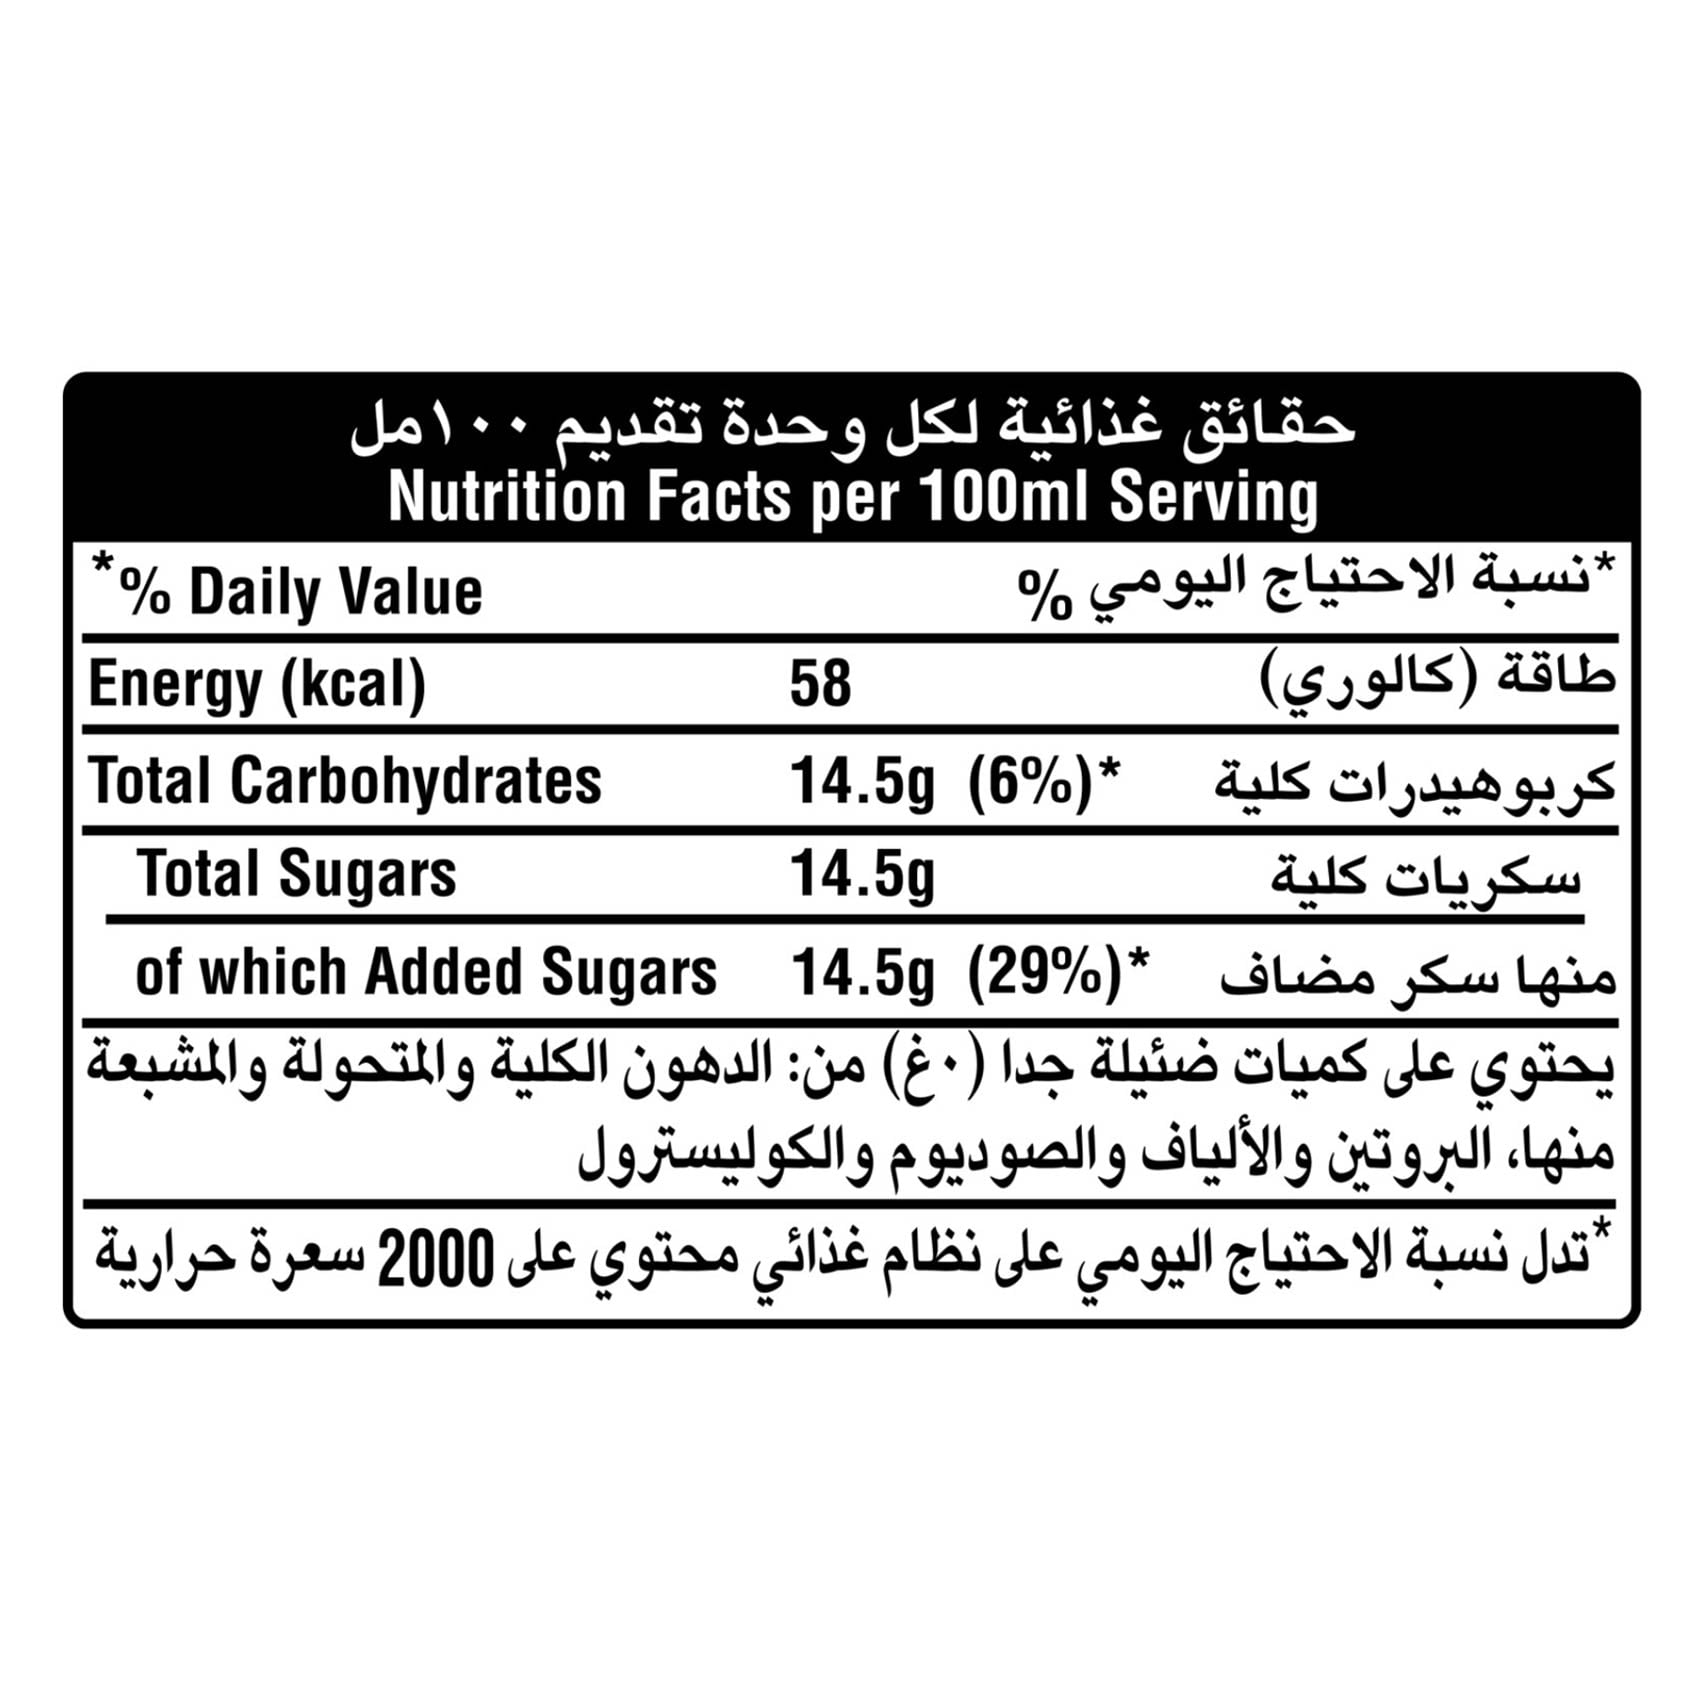 حقائق غذائية لكل وحدة تقديم ١٠٠مل
Nutrition Facts per 100ml Serving
*% Daily Value % نسبة الاحتياج اليومي*
Energy (kcal) 58 طاقة (كالوري)
Total Carbohydrates 14.5g (6%)* كربوهيدرات كلية
Total Sugars 14.5g سكريات كلية
of which Added Sugars 14.5g (29%)* منها سكر مضاف
يحتوي على كميات ضئيلة جدا (٠غ) من: الدهون الكلية والمتحولة والمشبعة
منها، البروتين والألياف والصوديوم والكوليسترول
*تدل نسبة الاحتياج اليومي على نظام غذائي محتوي على 2000 سعرة حرارية